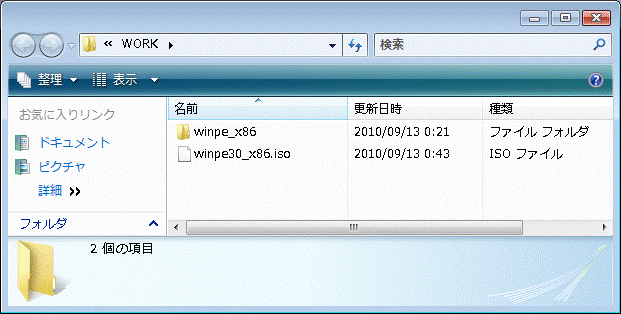 « WORK
検索
整理 表示
お気に入りリンク
ドキュメント
ピクチャ
詳細 »
フォルダ
名前 更新日時 種類
winpe_x86 2010/09/13 0:21 ファイル フォルダ
winpe30_x86.iso 2010/09/13 0:43 ISO ファイル
2 個の項目